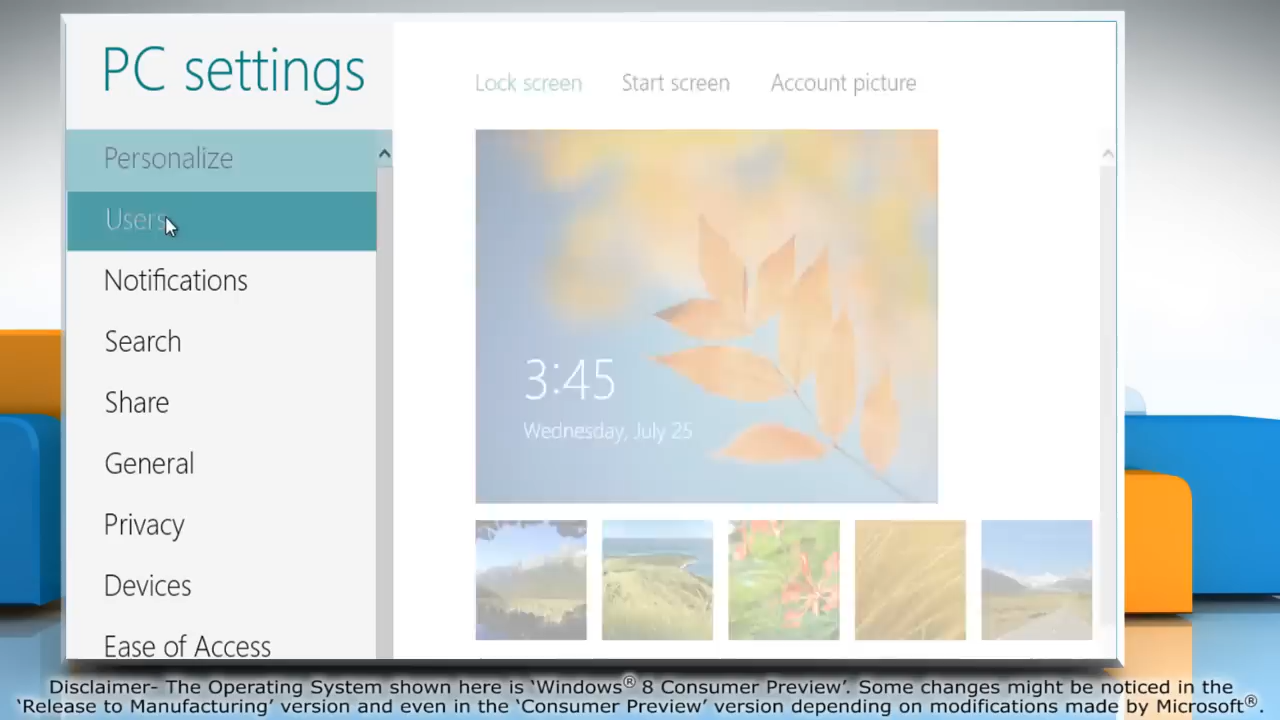 PC settings
Lock screen
Start screen
Account picture
Personalize
Users
Notifications
Search
Share
General
Privacy
Devices
Ease of Access
3:45
Wednesday, July 25
Disclaimer- The Operating System shown here is ‘Windows® 8 Consumer Preview’. Some changes might be noticed in the
‘Release to Manufacturing’ version and even in the ‘Consumer Preview’ version depending on modifications made by Microsoft®.